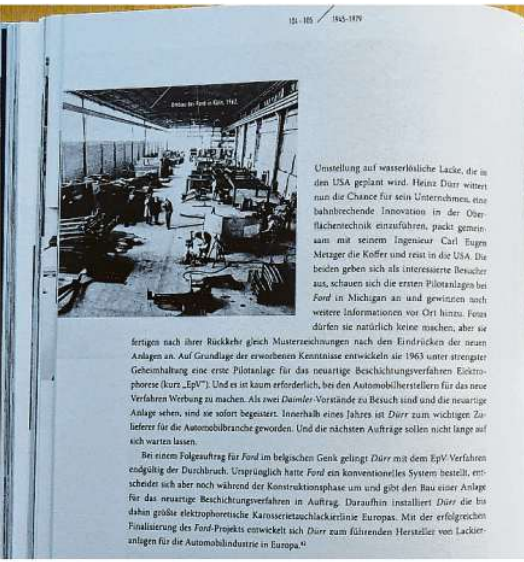 104–105 / 1945–1979
Umbau bei Ford in Köln, 1962.
Umstellung auf wasserlösliche Lacke, die in
den USA geplant wird. Heinz Dürr wittert
nun die Chance für sein Unternehmen, eine
bahnbrechende Innovation in der Ober-
flächentechnik einzuführen, packt gemein-
sam mit seinem Ingenieur Carl Eugen
Metzger die Koffer und reist in die USA. Die
beiden geben sich als interessierte Besucher
aus, schauen sich die ersten Pilotanlagen bei
Ford in Michigan an und gewinnen noch
weitere Informationen vor Ort hinzu. Fotos
dürfen sie natürlich keine machen, aber sie
fertigen nach ihrer Rückkehr gleich Musterzeichnungen nach den Eindrücken der neuen
Anlagen an. Auf Grundlage der erworbenen Kenntnisse entwickeln sie 1963 unter strengster
Geheimhaltung eine erste Pilotanlage für das neuartige Beschichtungsverfahren Elektro-
phorese (kurz „EpV"). Und es ist kaum erforderlich, bei den Automobilherstellern für das neue
Verfahren Werbung zu machen. Als zwei Daimler-Vorstände zu Besuch sind und die neuartige
Anlage sehen, sind sie sofort begeistert. Innerhalb eines Jahres ist Dürr zum wichtigen Zu-
lieferer für die Automobilbranche geworden. Und die nächsten Aufträge sollen nicht lange auf
sich warten lassen.
Bei einem Folgeauftrag für Ford im belgischen Genk gelingt Dürr mit dem EpV-Verfahren
endgültig der Durchbruch. Ursprünglich hatte Ford ein konventionelles System bestellt, ent-
scheidet sich aber noch während der Konstruktionsphase um und gibt den Bau einer Anlage
für das neuartige Beschichtungsverfahren in Auftrag. Daraufhin installiert Dürr die bis
dahin größte elektrophoretische Karosserietauchlackierlinie Europas. Mit der erfolgreichen
Finalisierung des Ford-Projekts entwickelt sich Dürr zum führenden Hersteller von Lackier-
anlagen für die Automobilindustrie in Europa.